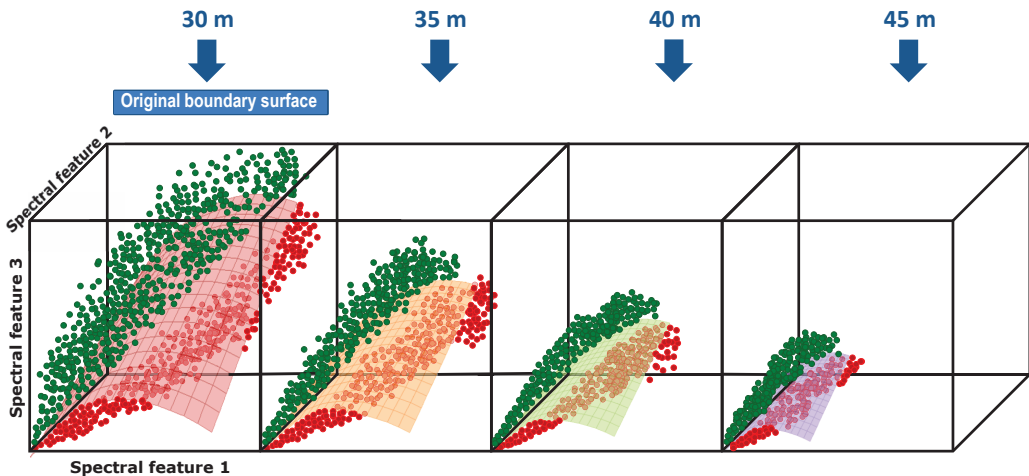 30 m
35 m
40 m
45 m
Original boundary surface
Spectral feature 2
Spectral feature 3
Spectral feature 1